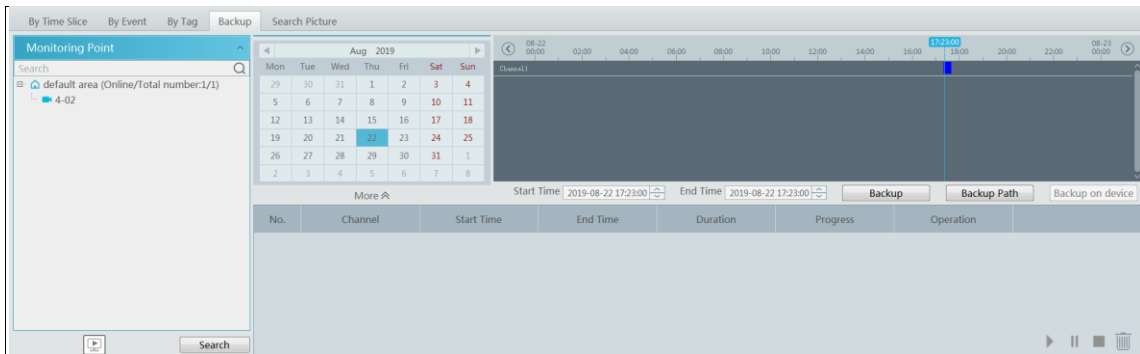 By Time Slice By Event By Tag Backup Search Picture
Monitoring Point
Search
default area (Online/Total number:1/1)
4-02
Aug 2019
Mon Tue Wed Thu Fri Sat Sun
29 30 31 1 2 3 4
5 6 7 8 9 10 11
12 13 14 15 16 17 18
19 20 21 22 23 24 25
26 27 28 29 30 31 1
2 3 4 5 6 7 8
More
17:23:00
08-22 08-23
00:00 02:00 04:00 06:00 08:00 10:00 12:00 14:00 16:00 18:00 20:00 22:00 00:00
Channel1
Start Time 2019-08-22 17:23:00 End Time 2019-08-22 17:23:00 Backup Backup Path Backup on device
No. Channel Start Time End Time Duration Progress Operation
Search